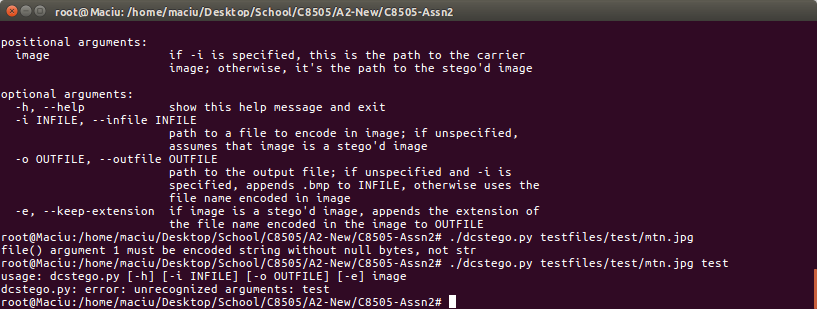 root@Maciu: /home/maciu/Desktop/School/C8505/A2-New/C8505-Assn2
positional arguments:
image if -i is specified, this is the path to the carrier
image; otherwise, it's the path to the stego'd image
optional arguments:
-h, --help show this help message and exit
-i INFILE, --infile INFILE
path to a file to encode in image; if unspecified,
assumes that image is a stego'd image
-o OUTFILE, --outfile OUTFILE
path to the output file; if unspecified and -i is
specified, appends .bmp to INFILE, otherwise uses the
file name encoded in image
-e, --keep-extension if image is a stego'd image, appends the extension of
the file name encoded in the image to OUTFILE
root@Maciu:/home/maciu/Desktop/School/C8505/A2-New/C8505-Assn2# ./dcstego.py testfiles/test/mtn.jpg
file() argument 1 must be encoded string without null bytes, not str
root@Maciu:/home/maciu/Desktop/School/C8505/A2-New/C8505-Assn2# ./dcstego.py testfiles/test/mtn.jpg test
usage: dcstego.py [-h] [-i INFILE] [-o OUTFILE] [-e] image
dcstego.py: error: unrecognized arguments: test
root@Maciu:/home/maciu/Desktop/School/C8505/A2-New/C8505-Assn2#